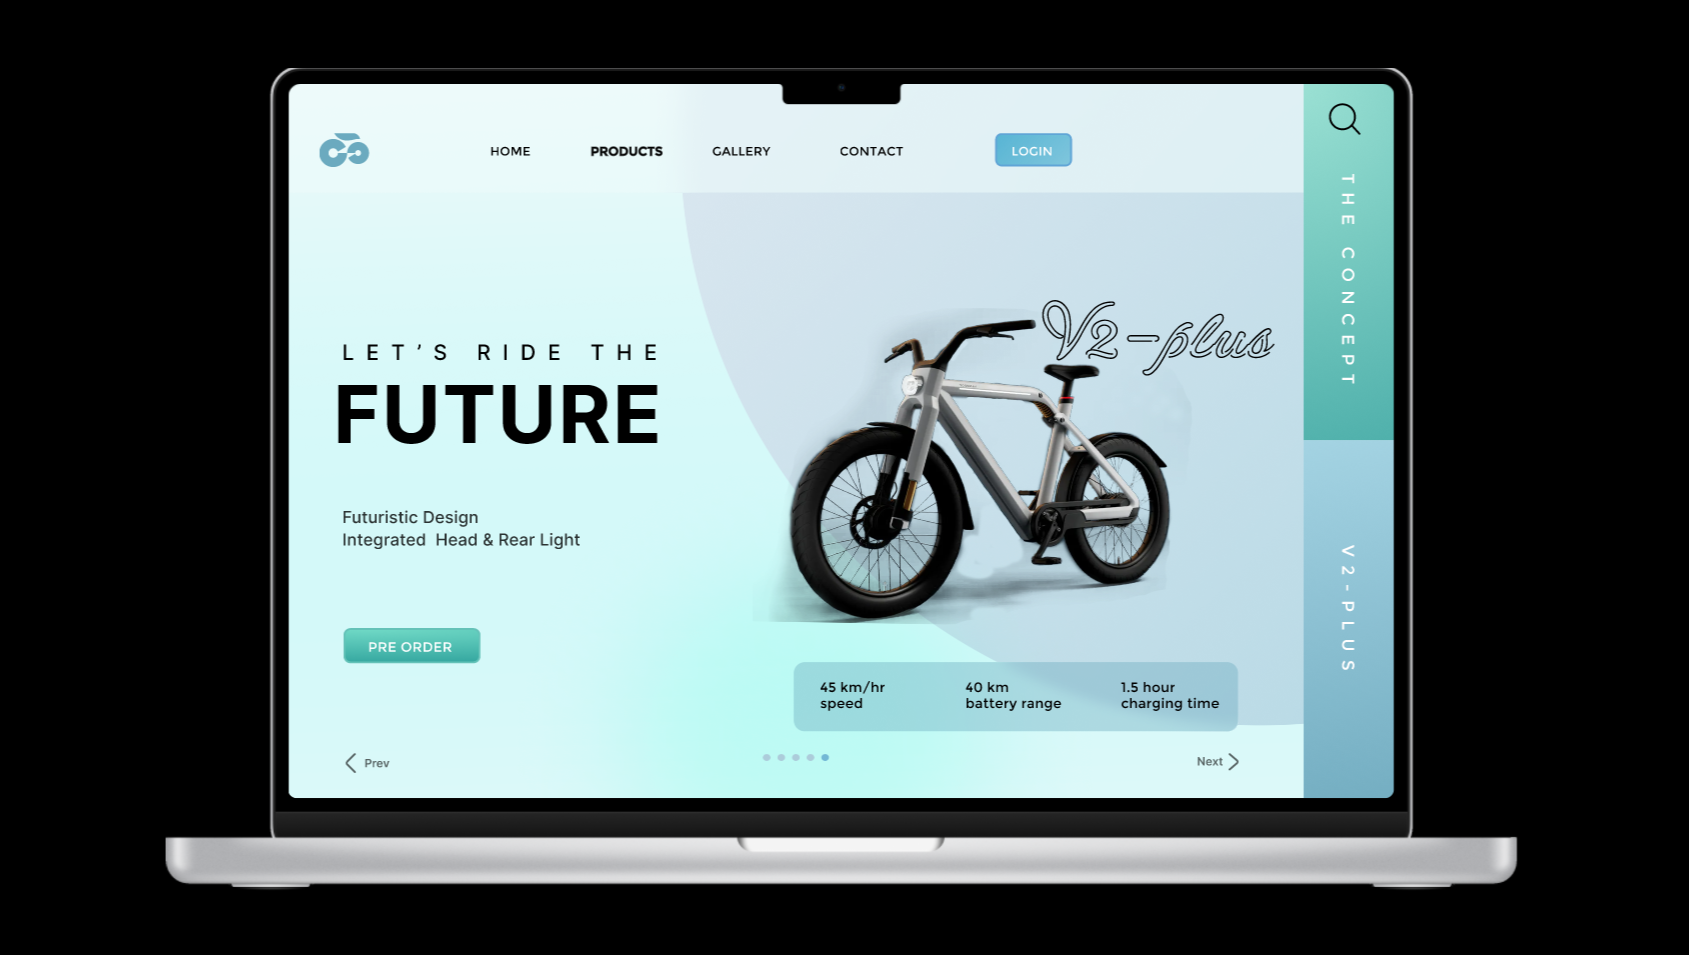 HOME
PRODUCTS
GALLERY
CONTACT
LOGIN
THE CONCEPT
V2-plus
LET’S RIDE THE
FUTURE
Futuristic Design
Integrated  Head & Rear Light
PRE ORDER
V2-PLUS
45 km/hr
speed
40 km
battery range
1.5 hour
charging time
Prev
Next